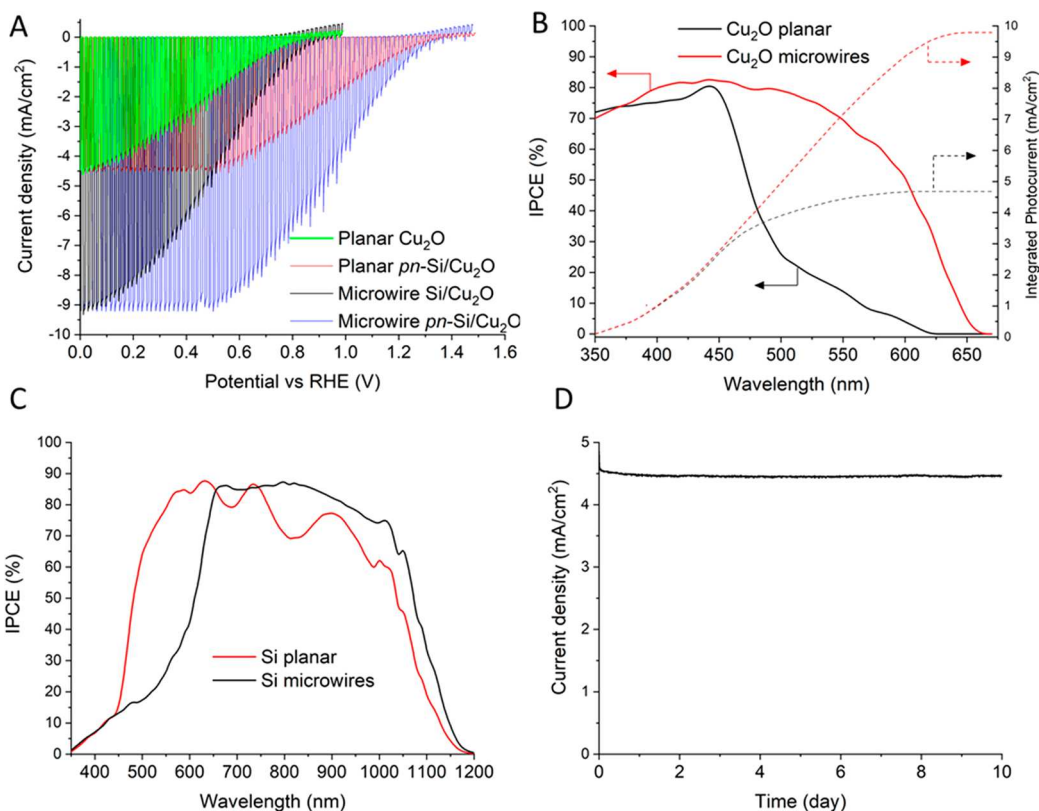 A
Current density (mA/cm²)
0
-1
-2
-3
-4
-5
-6
-7
-8
-9
-10
Planar Cu₂O
Planar pn-Si/Cu₂O
Microwire Si/Cu₂O
Microwire pn-Si/Cu₂O
0.0 0.2 0.4 0.6 0.8 1.0 1.2 1.4 1.6
Potential vs RHE (V)
B
IPCE (%)
100
90
80
70
60
50
40
30
20
10
0
Cu₂O planar
Cu₂O microwires
10
9
8
7
6
5
4
3
2
1
0
Integrated Photocurrent (mA/cm²)
350 400 450 500 550 600 650
Wavelength (nm)
C
IPCE (%)
100
90
80
70
60
50
40
30
20
10
0
Si planar
Si microwires
400 500 600 700 800 900 1000 1100 1200
Wavelength (nm)
D
Current density (mA/cm²)
5
4
3
2
1
0
0 2 4 6 8 10
Time (day)